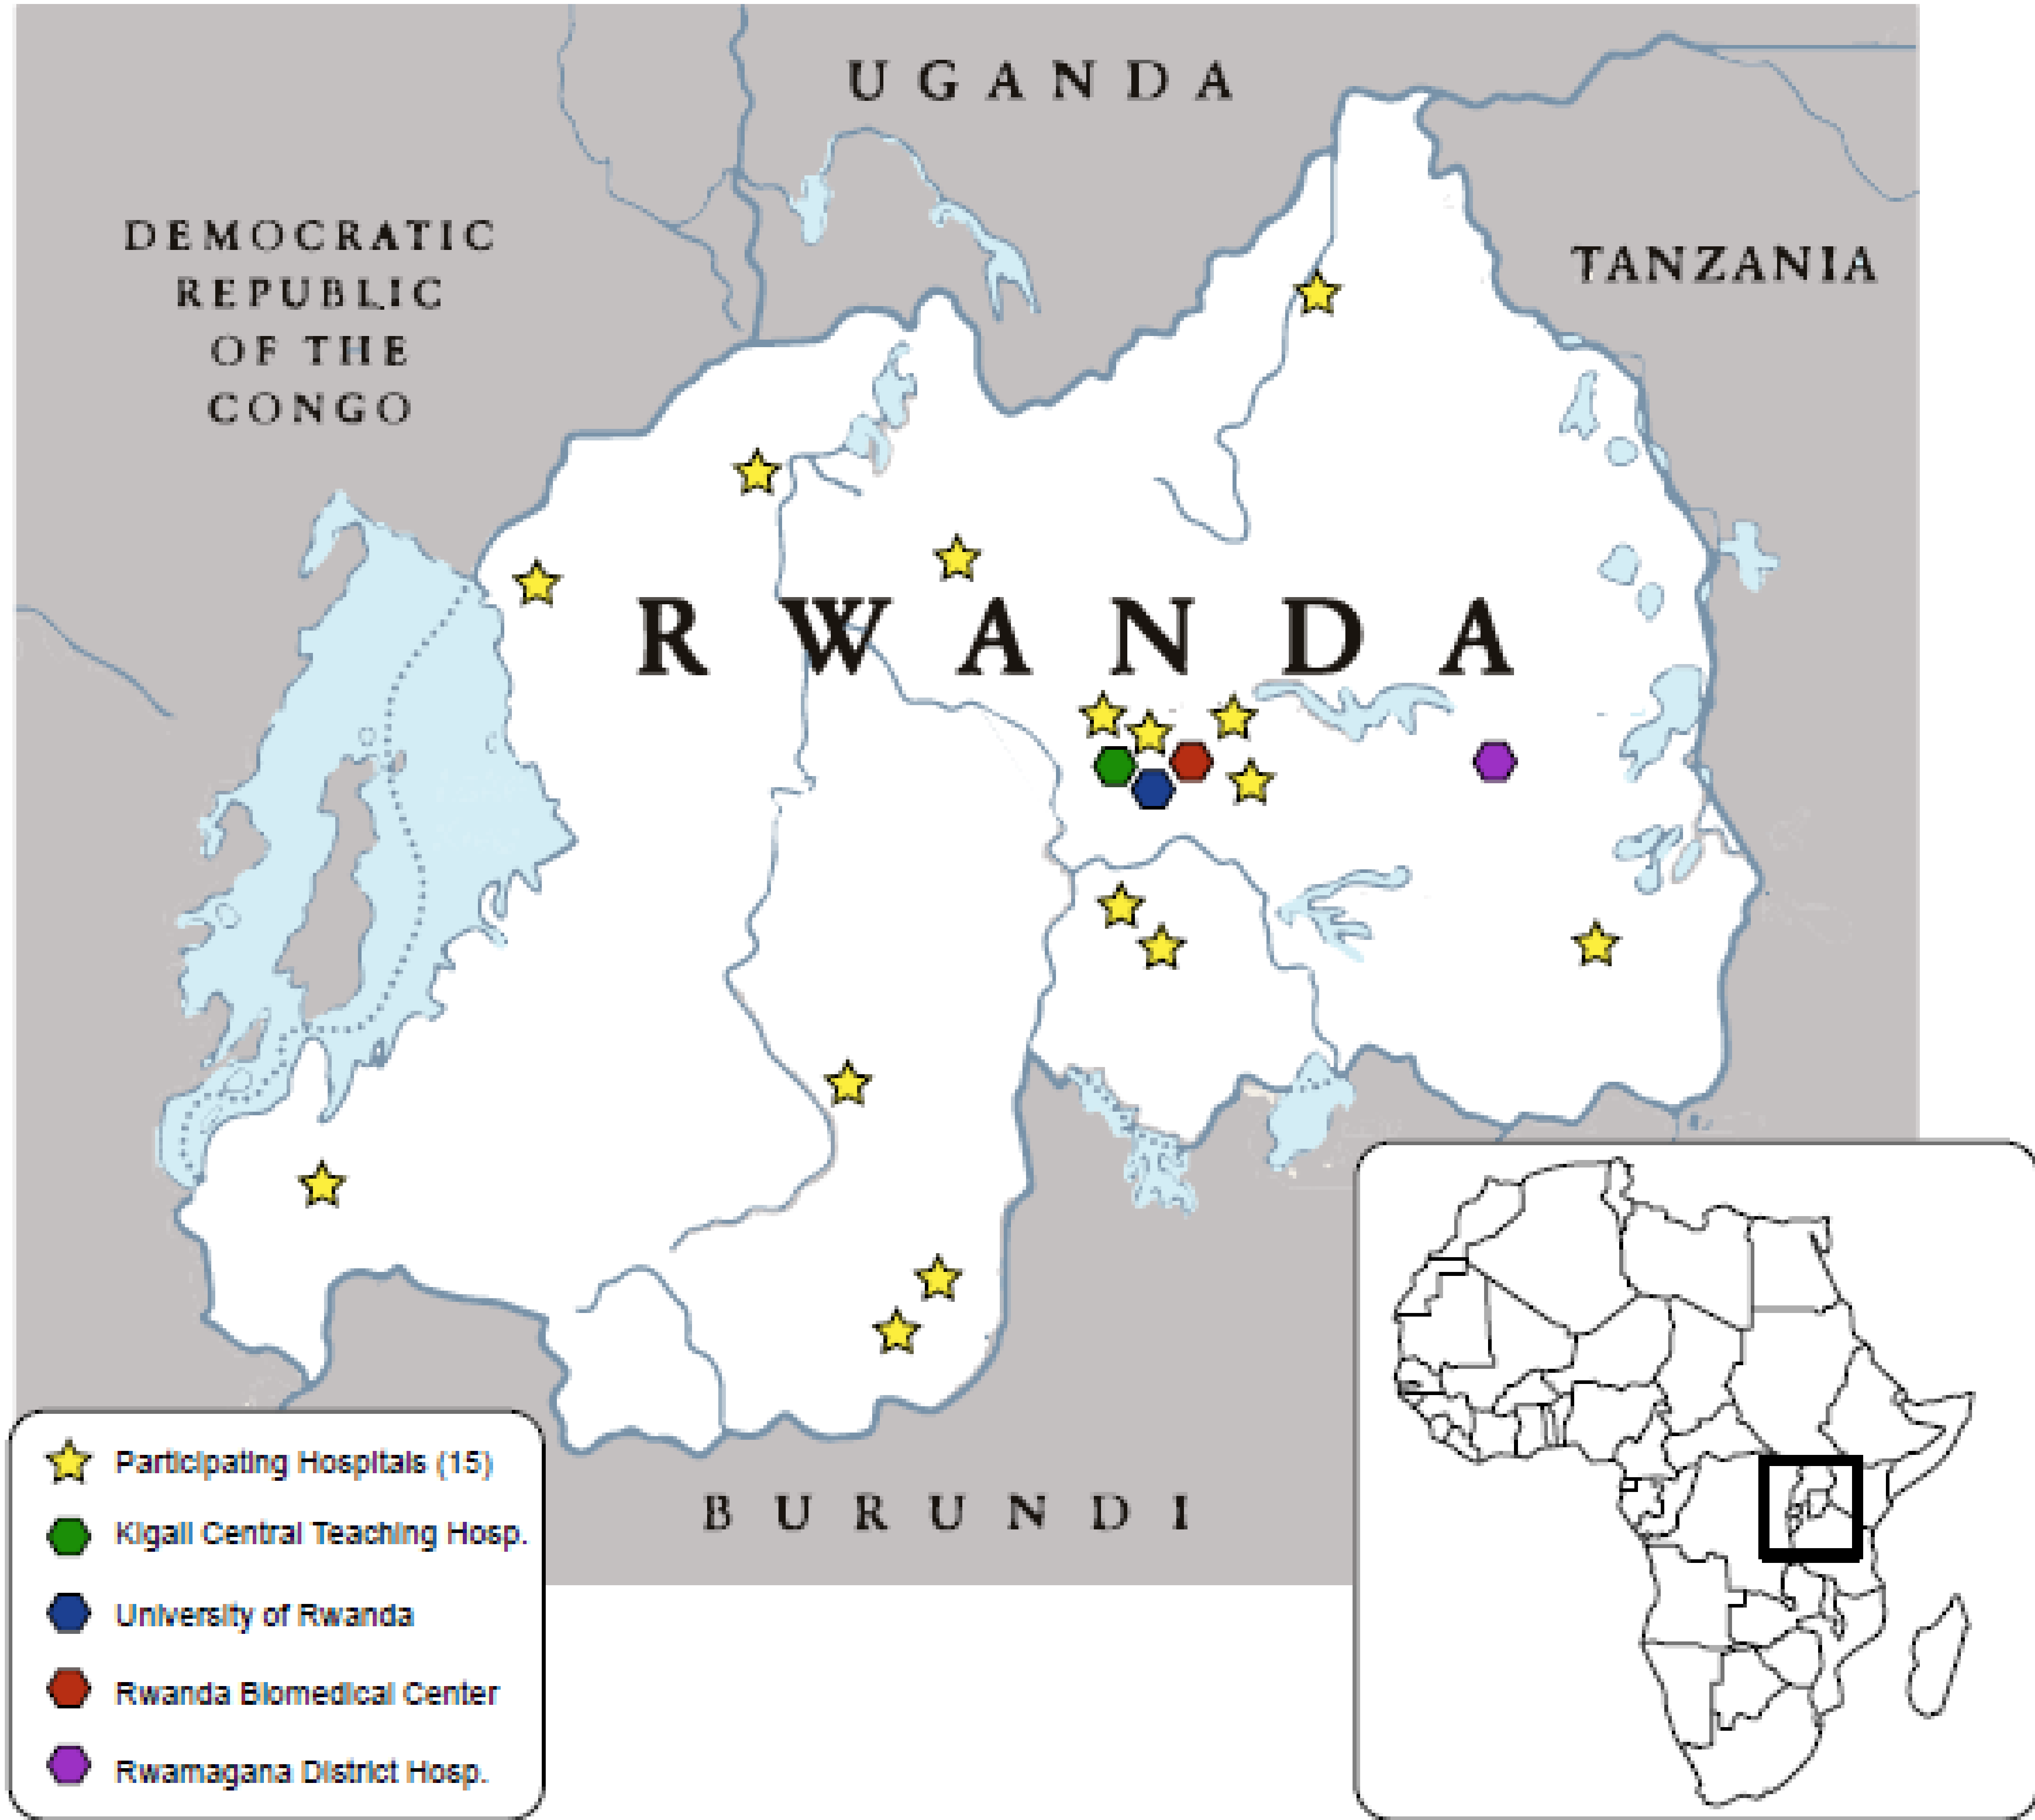 UGANDA
DEMOCRATIC
REPUBLIC
OF THE
CONGO
TANZANIA
RWANDA
BURUNDI
Participating Hospitals (15)
Kigali Central Teaching Hosp.
University of Rwanda
Rwanda Biomedical Center
Rwamagana District Hosp.